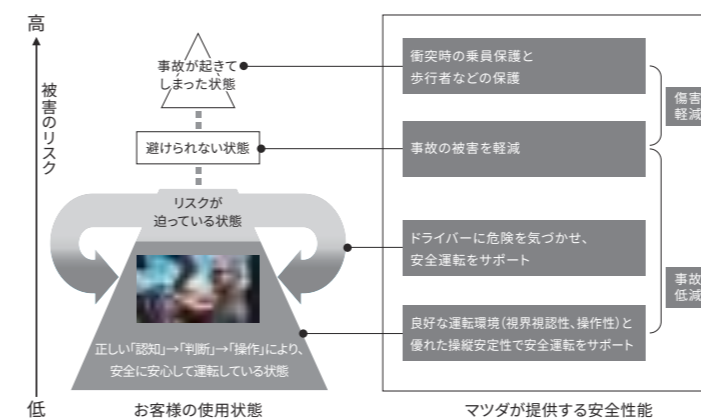 高
被害のリスク
低
事故が起きて
しまった状態
避けられない状態
リスクが
迫っている状態
正しい「認知」→「判断」→「操作」により、
安全に安心して運転している状態
お客様の使用状態
衝突時の乗員保護と
歩行者などの保護
事故の被害を軽減
ドライバーに危険を気づかせ、
安全運転をサポート
良好な運転環境（視界視認性、操作性）と
優れた操縦安定性で安全運転をサポート
傷害
軽減
事故
低減
マツダが提供する安全性能